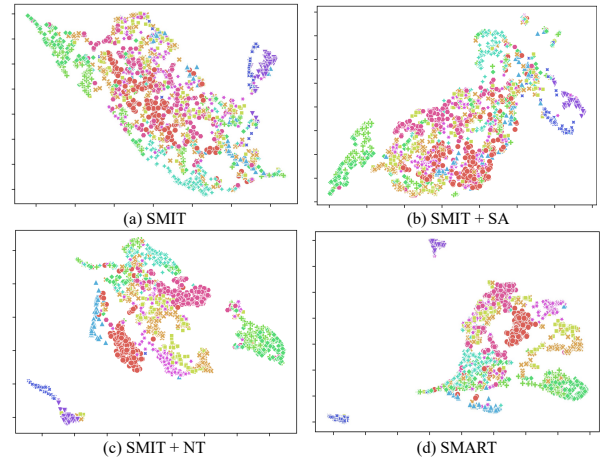 (a) SMIT
(b) SMIT + SA
(c) SMIT + NT
(d) SMART